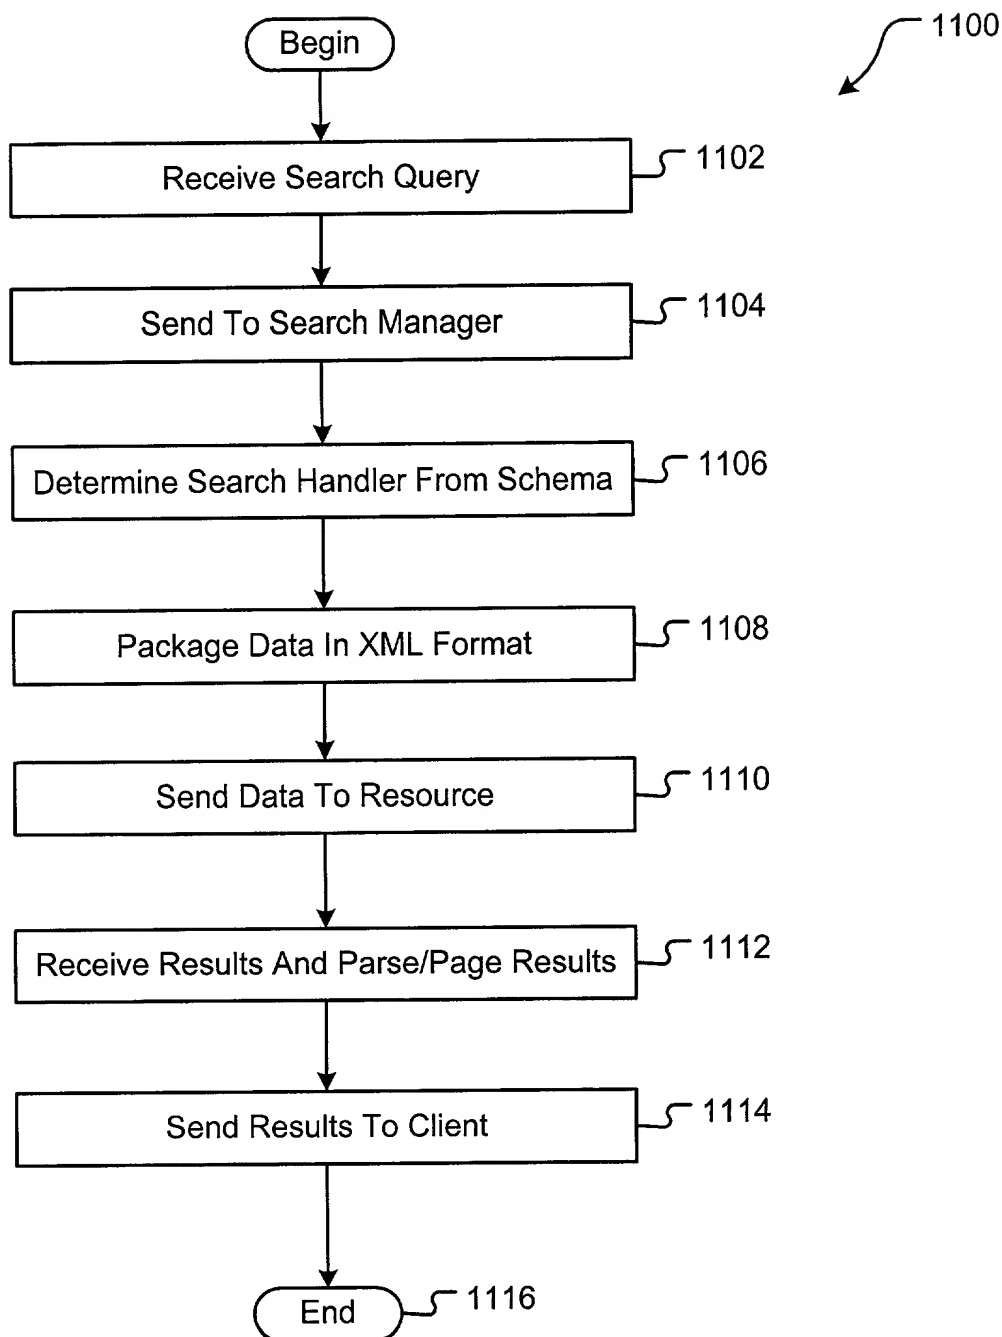 1100
Begin
Receive Search Query
1102
Send To Search Manager
1104
Determine Search Handler From Schema
1106
Package Data In XML Format
1108
Send Data To Resource
1110
Receive Results And Parse/Page Results
1112
Send Results To Client
1114
End
1116